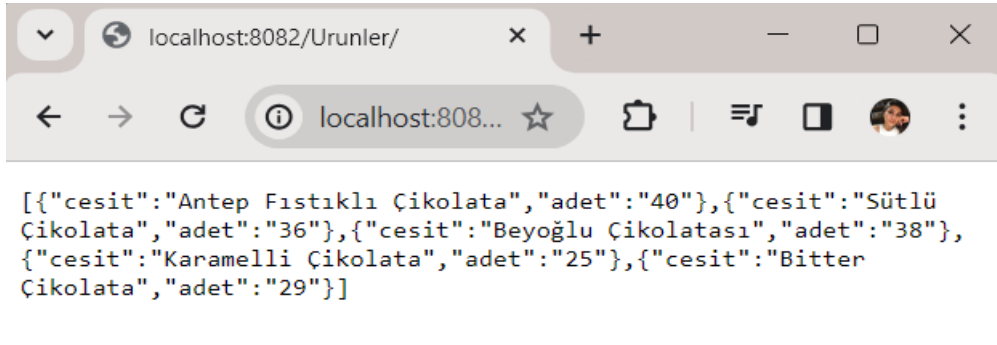 localhost:8082/Urunler/
localhost:808...
[{"cesit":"Antep Fıstıklı Çikolata","adet":"40"},{"cesit":"Sütlü
Çikolata","adet":"36"},{"cesit":"Beyoğlu Çikolatası","adet":"38"},
{"cesit":"Karamelli Çikolata","adet":"25"},{"cesit":"Bitter
Çikolata","adet":"29"}]